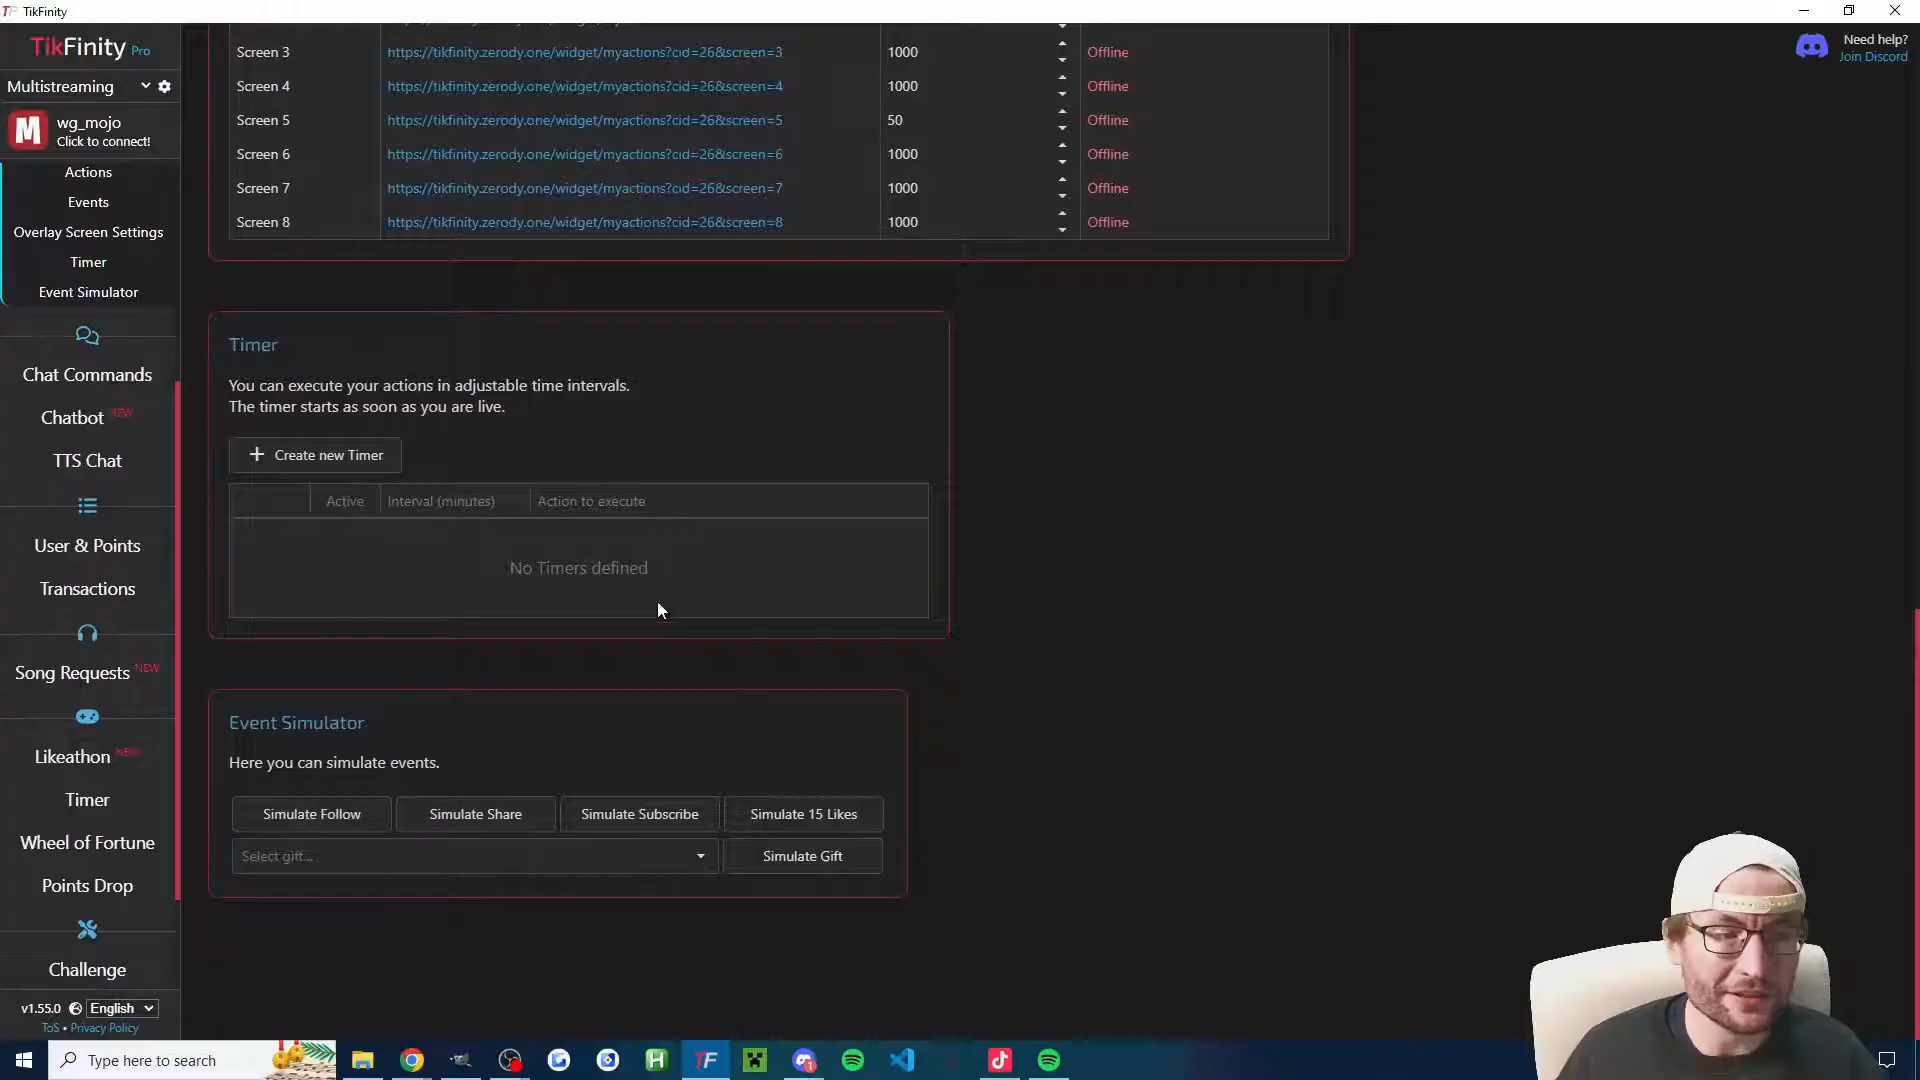 TikFinity
TikFinity Pro
Multistreaming
wg_mojo
Click to connect!
Actions
Events
Overlay Screen Settings
Timer
Event Simulator
Chat Commands
Chatbot NEW
TTS Chat
User & Points
Transactions
Song Requests NEW
Likeathon NEW
Timer
Wheel of Fortune
Points Drop
Challenge
v1.55.0 English
ToS • Privacy Policy
Need help?
Join Discord
Screen 3 https://tikfinity.zerody.one/widget/myactions?cid=26&screen=3 1000 Offline
Screen 4 https://tikfinity.zerody.one/widget/myactions?cid=26&screen=4 1000 Offline
Screen 5 https://tikfinity.zerody.one/widget/myactions?cid=26&screen=5 50 Offline
Screen 6 https://tikfinity.zerody.one/widget/myactions?cid=26&screen=6 1000 Offline
Screen 7 https://tikfinity.zerody.one/widget/myactions?cid=26&screen=7 1000 Offline
Screen 8 https://tikfinity.zerody.one/widget/myactions?cid=26&screen=8 1000 Offline
Timer
You can execute your actions in adjustable time intervals.
The timer starts as soon as you are live.
+ Create new Timer
Active Interval (minutes) Action to execute
No Timers defined
Event Simulator
Here you can simulate events.
Simulate Follow Simulate Share Simulate Subscribe Simulate 15 Likes
Select gift... Simulate Gift
Type here to search